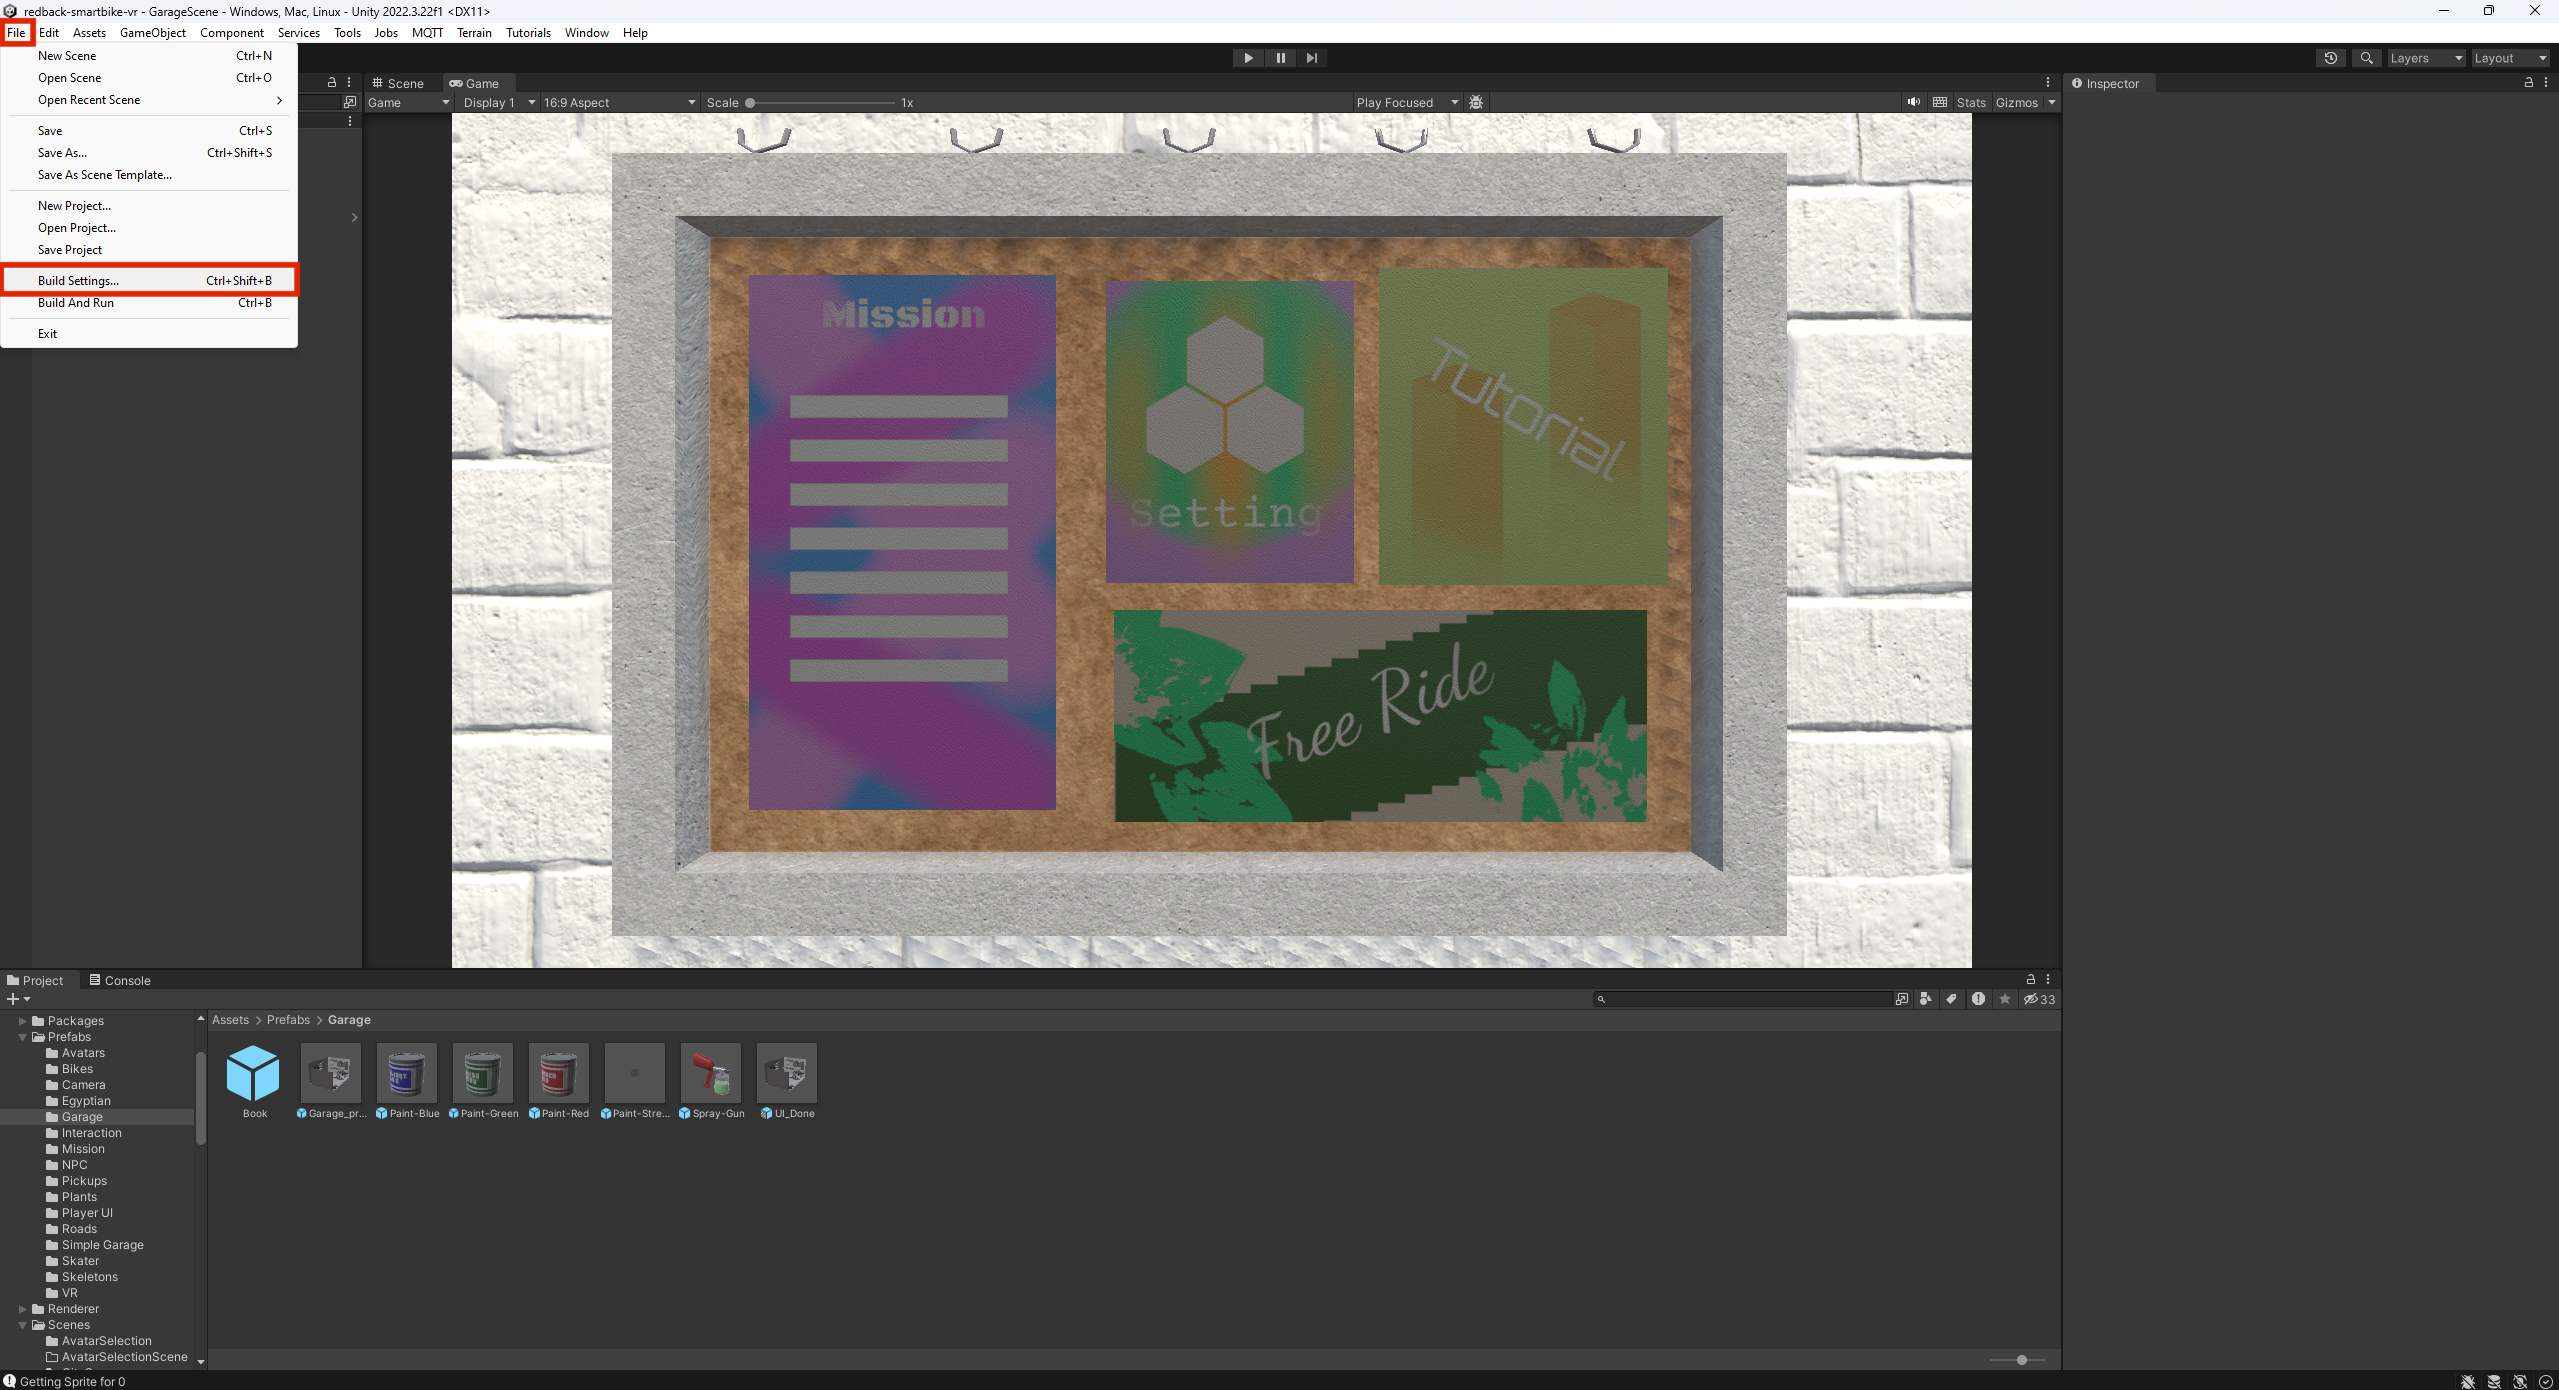 redback-smartbike-vr - GarageScene - Windows, Mac, Linux - Unity 2022.3.22f1 <DX11>
File Edit Assets GameObject Component Services Tools Jobs MQTT Terrain Tutorials Window Help
New Scene Ctrl+N
Open Scene Ctrl+O
Open Recent Scene
Save Ctrl+S
Save As... Ctrl+Shift+S
Save As Scene Template...
New Project...
Open Project...
Save Project
Build Settings... Ctrl+Shift+B
Build And Run Ctrl+B
Exit
Layers Layout
Scene Game
Game Display 1 16:9 Aspect Scale 1x Play Focused Stats Gizmos
Inspector
Mission
Setting
Tutorial
Free Ride
Project Console
33
Packages
Prefabs
Avatars
Bikes
Camera
Egyptian
Garage
Interaction
Mission
NPC
Pickups
Plants
Player UI
Roads
Simple Garage
Skater
Skeletons
VR
Renderer
Scenes
AvatarSelection
AvatarSelectionScene
Assets > Prefabs > Garage
Book Garage_pr... Paint-Blue Paint-Green Paint-Red Paint-Stre... Spray-Gun UI_Done
Getting Sprite for 0